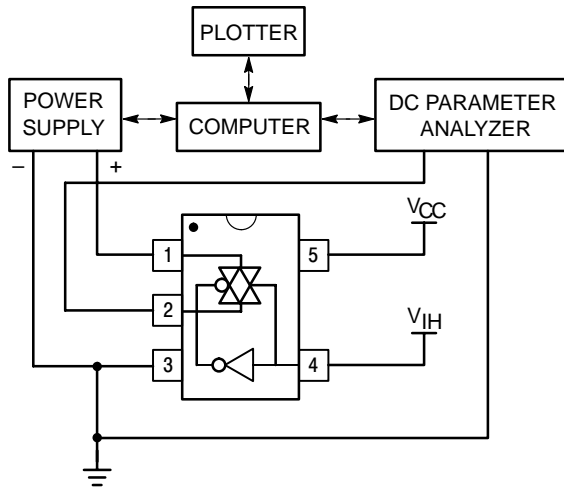 PLOTTER
POWER
SUPPLY
COMPUTER
DC PARAMETER
ANALYZER
– +
VCC
1 5
2
VIH
3 4